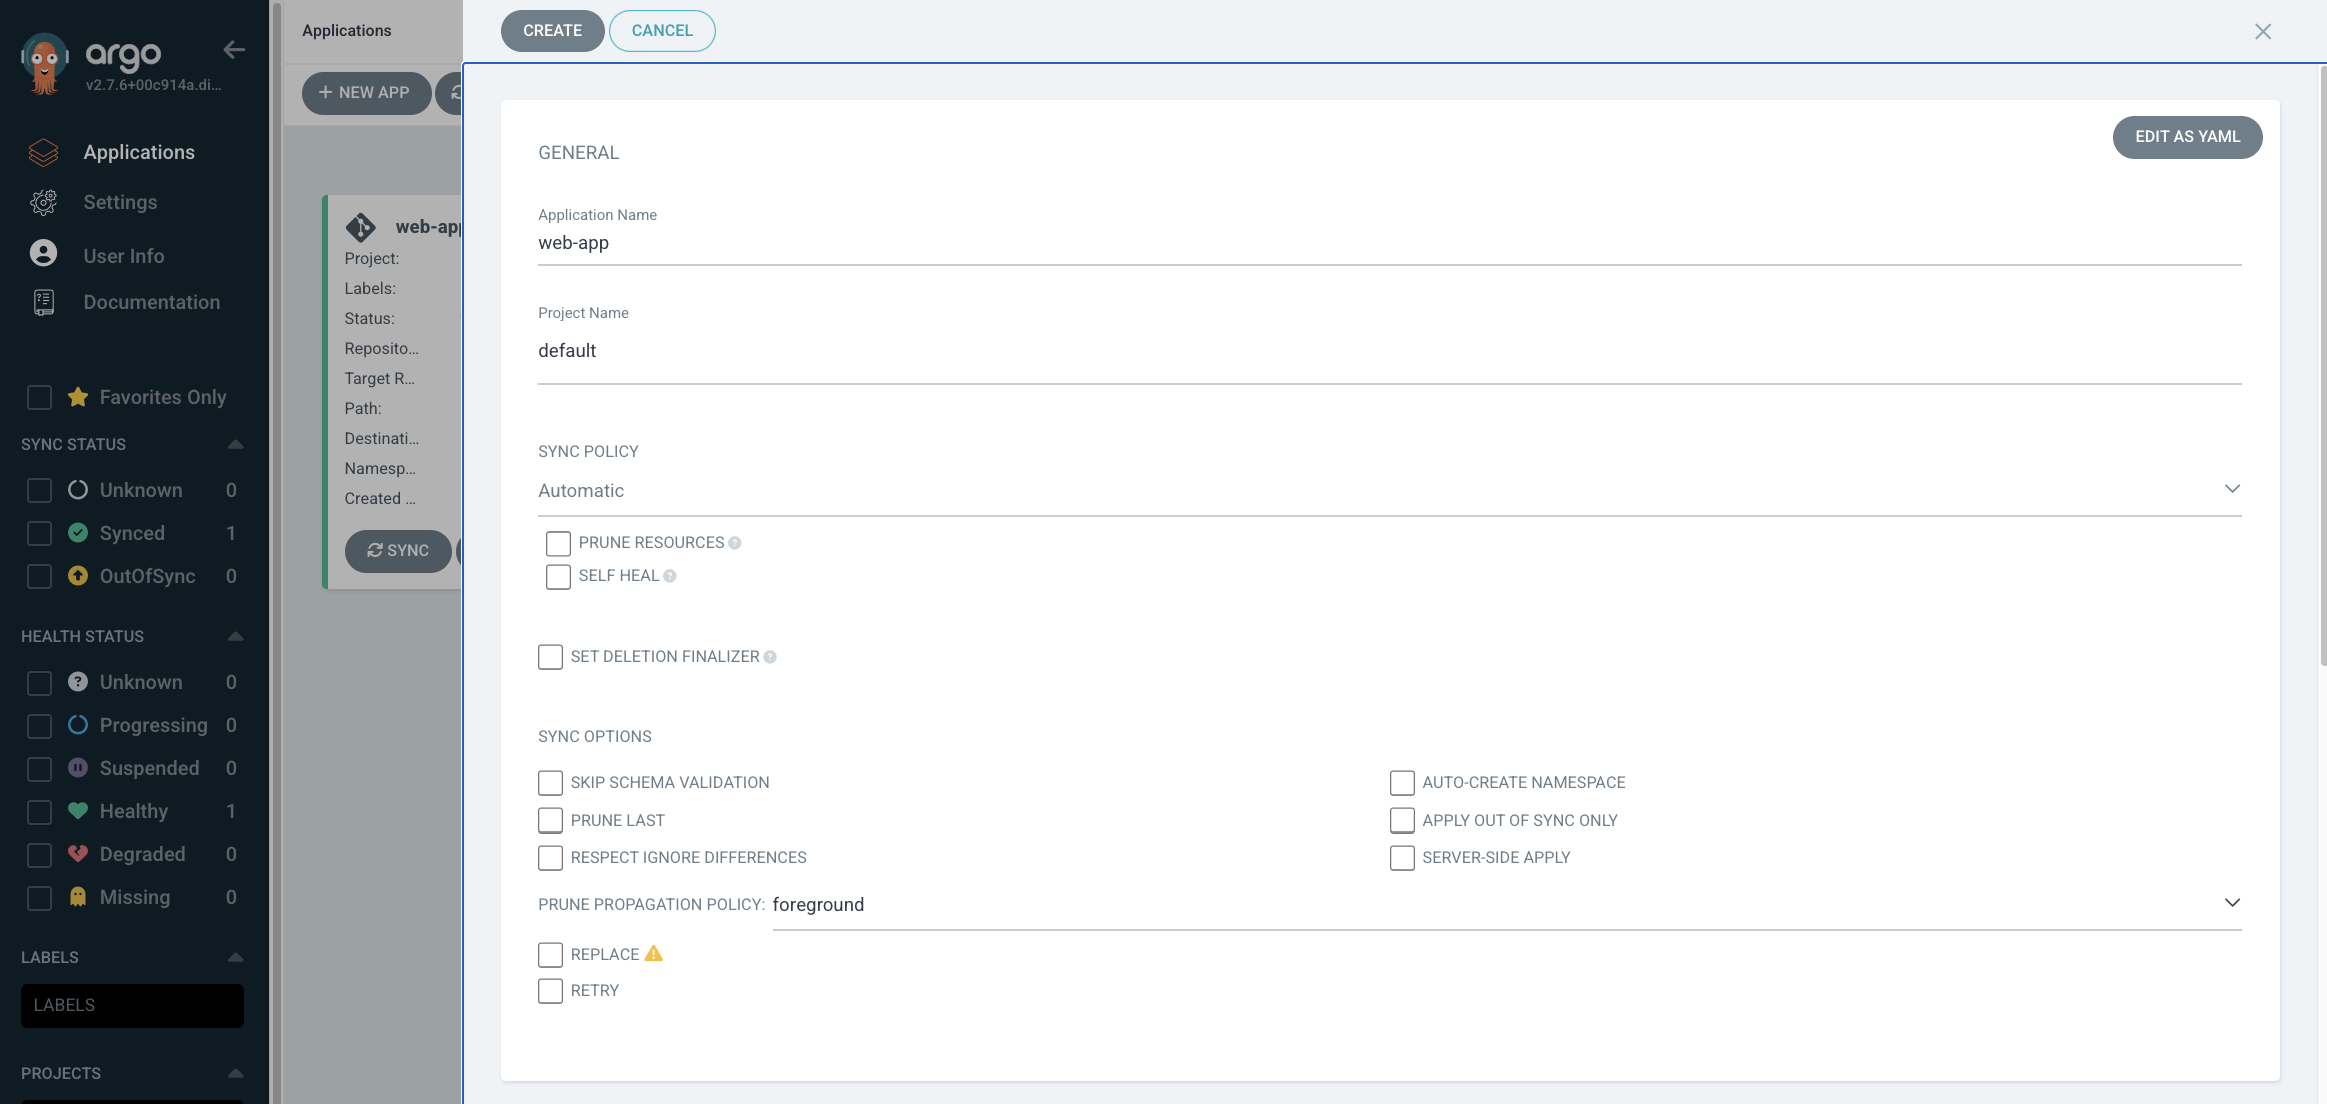 argo
v2.7.6+00c914a.di...
Applications
Settings
User Info
Documentation
Favorites Only
SYNC STATUS
Unknown 0
Synced 1
OutOfSync 0
HEALTH STATUS
Unknown 0
Progressing 0
Suspended 0
Healthy 1
Degraded 0
Missing 0
LABELS
LABELS
PROJECTS
Applications
+ NEW APP
web-app
Project:
Labels:
Status:
Reposito...
Target R...
Path:
Destinati...
Namesp...
Created ...
SYNC
CREATE CANCEL
EDIT AS YAML
GENERAL
Application Name
web-app
Project Name
default
SYNC POLICY
Automatic
PRUNE RESOURCES ?
SELF HEAL ?
SET DELETION FINALIZER ?
SYNC OPTIONS
SKIP SCHEMA VALIDATION AUTO-CREATE NAMESPACE
PRUNE LAST APPLY OUT OF SYNC ONLY
RESPECT IGNORE DIFFERENCES SERVER-SIDE APPLY
PRUNE PROPAGATION POLICY: foreground
REPLACE
RETRY